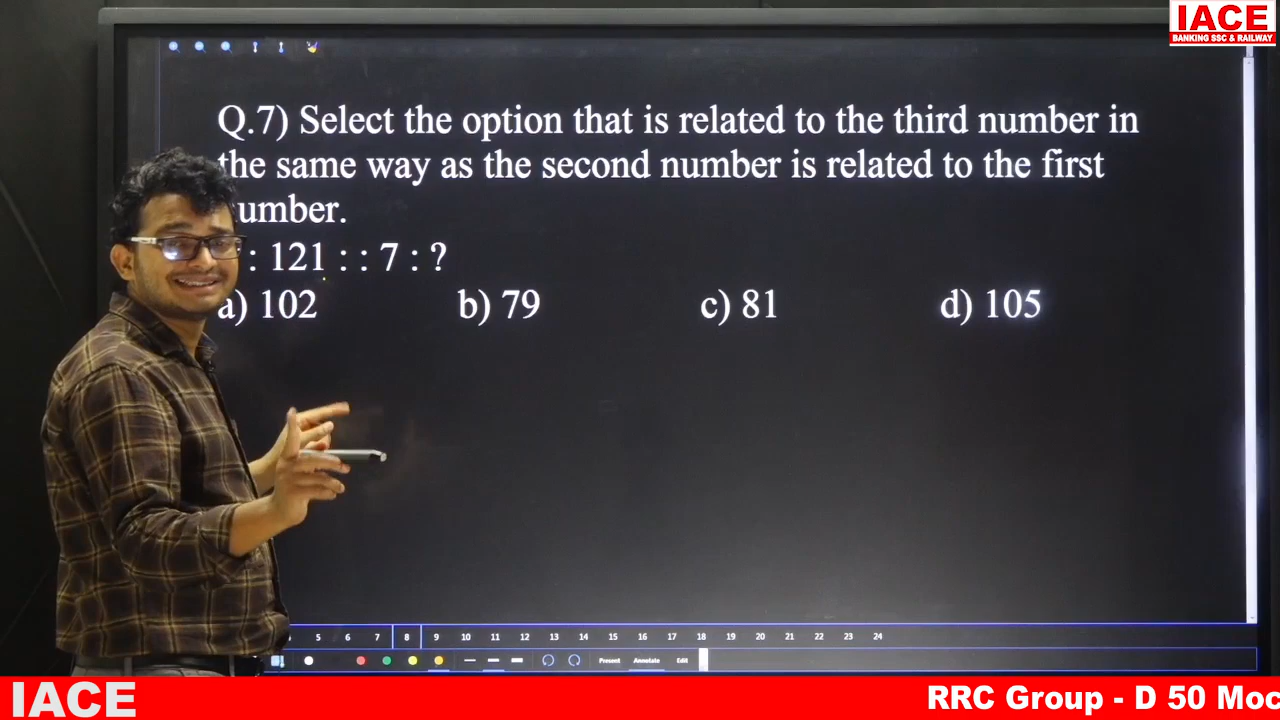 IACE
BANKING SSC & RAILWAY
Q.7) Select the option that is related to the third number in
the same way as the second number is related to the first
number.
: 121 : : 7 : ?
a) 102 b) 79 c) 81 d) 105
5 6 7 8 9 10 11 12 13 14 15 16 17 18 19 20 21 22 23 24
Present Annotate Edit
IACE RRC Group - D 50 Moc